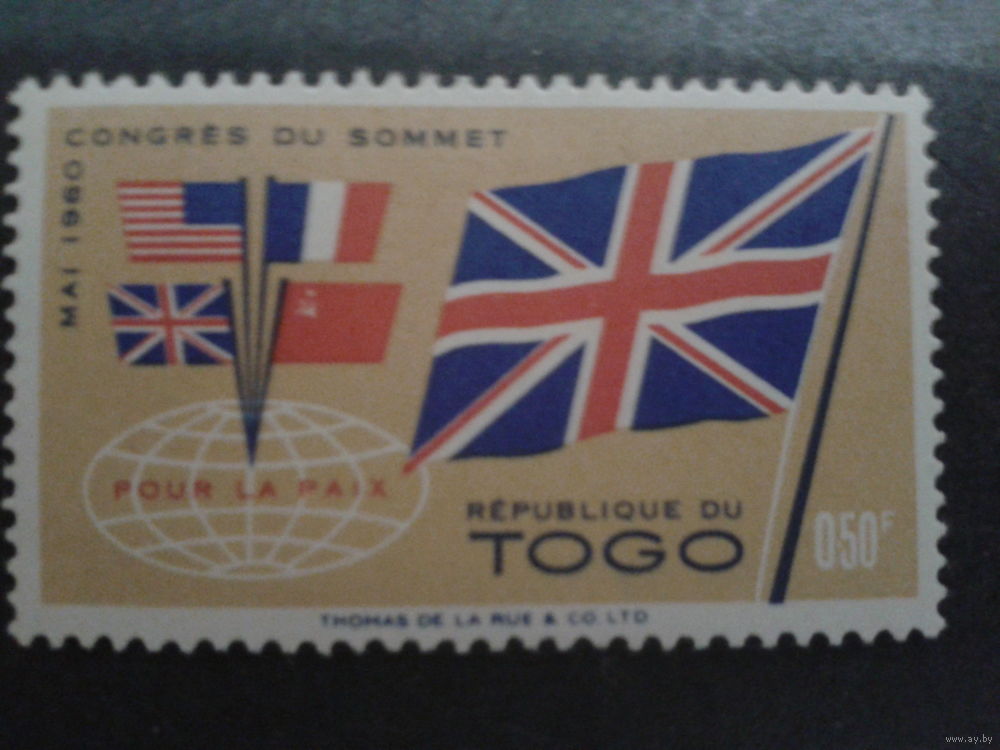 CONGRÈS DU SOMMET
MAI 1960
POUR LA PAIX
RÉPUBLIQUE DU
TOGO
0.50F
THOMAS DE LA RUE & CO. LTD
www.ay.by